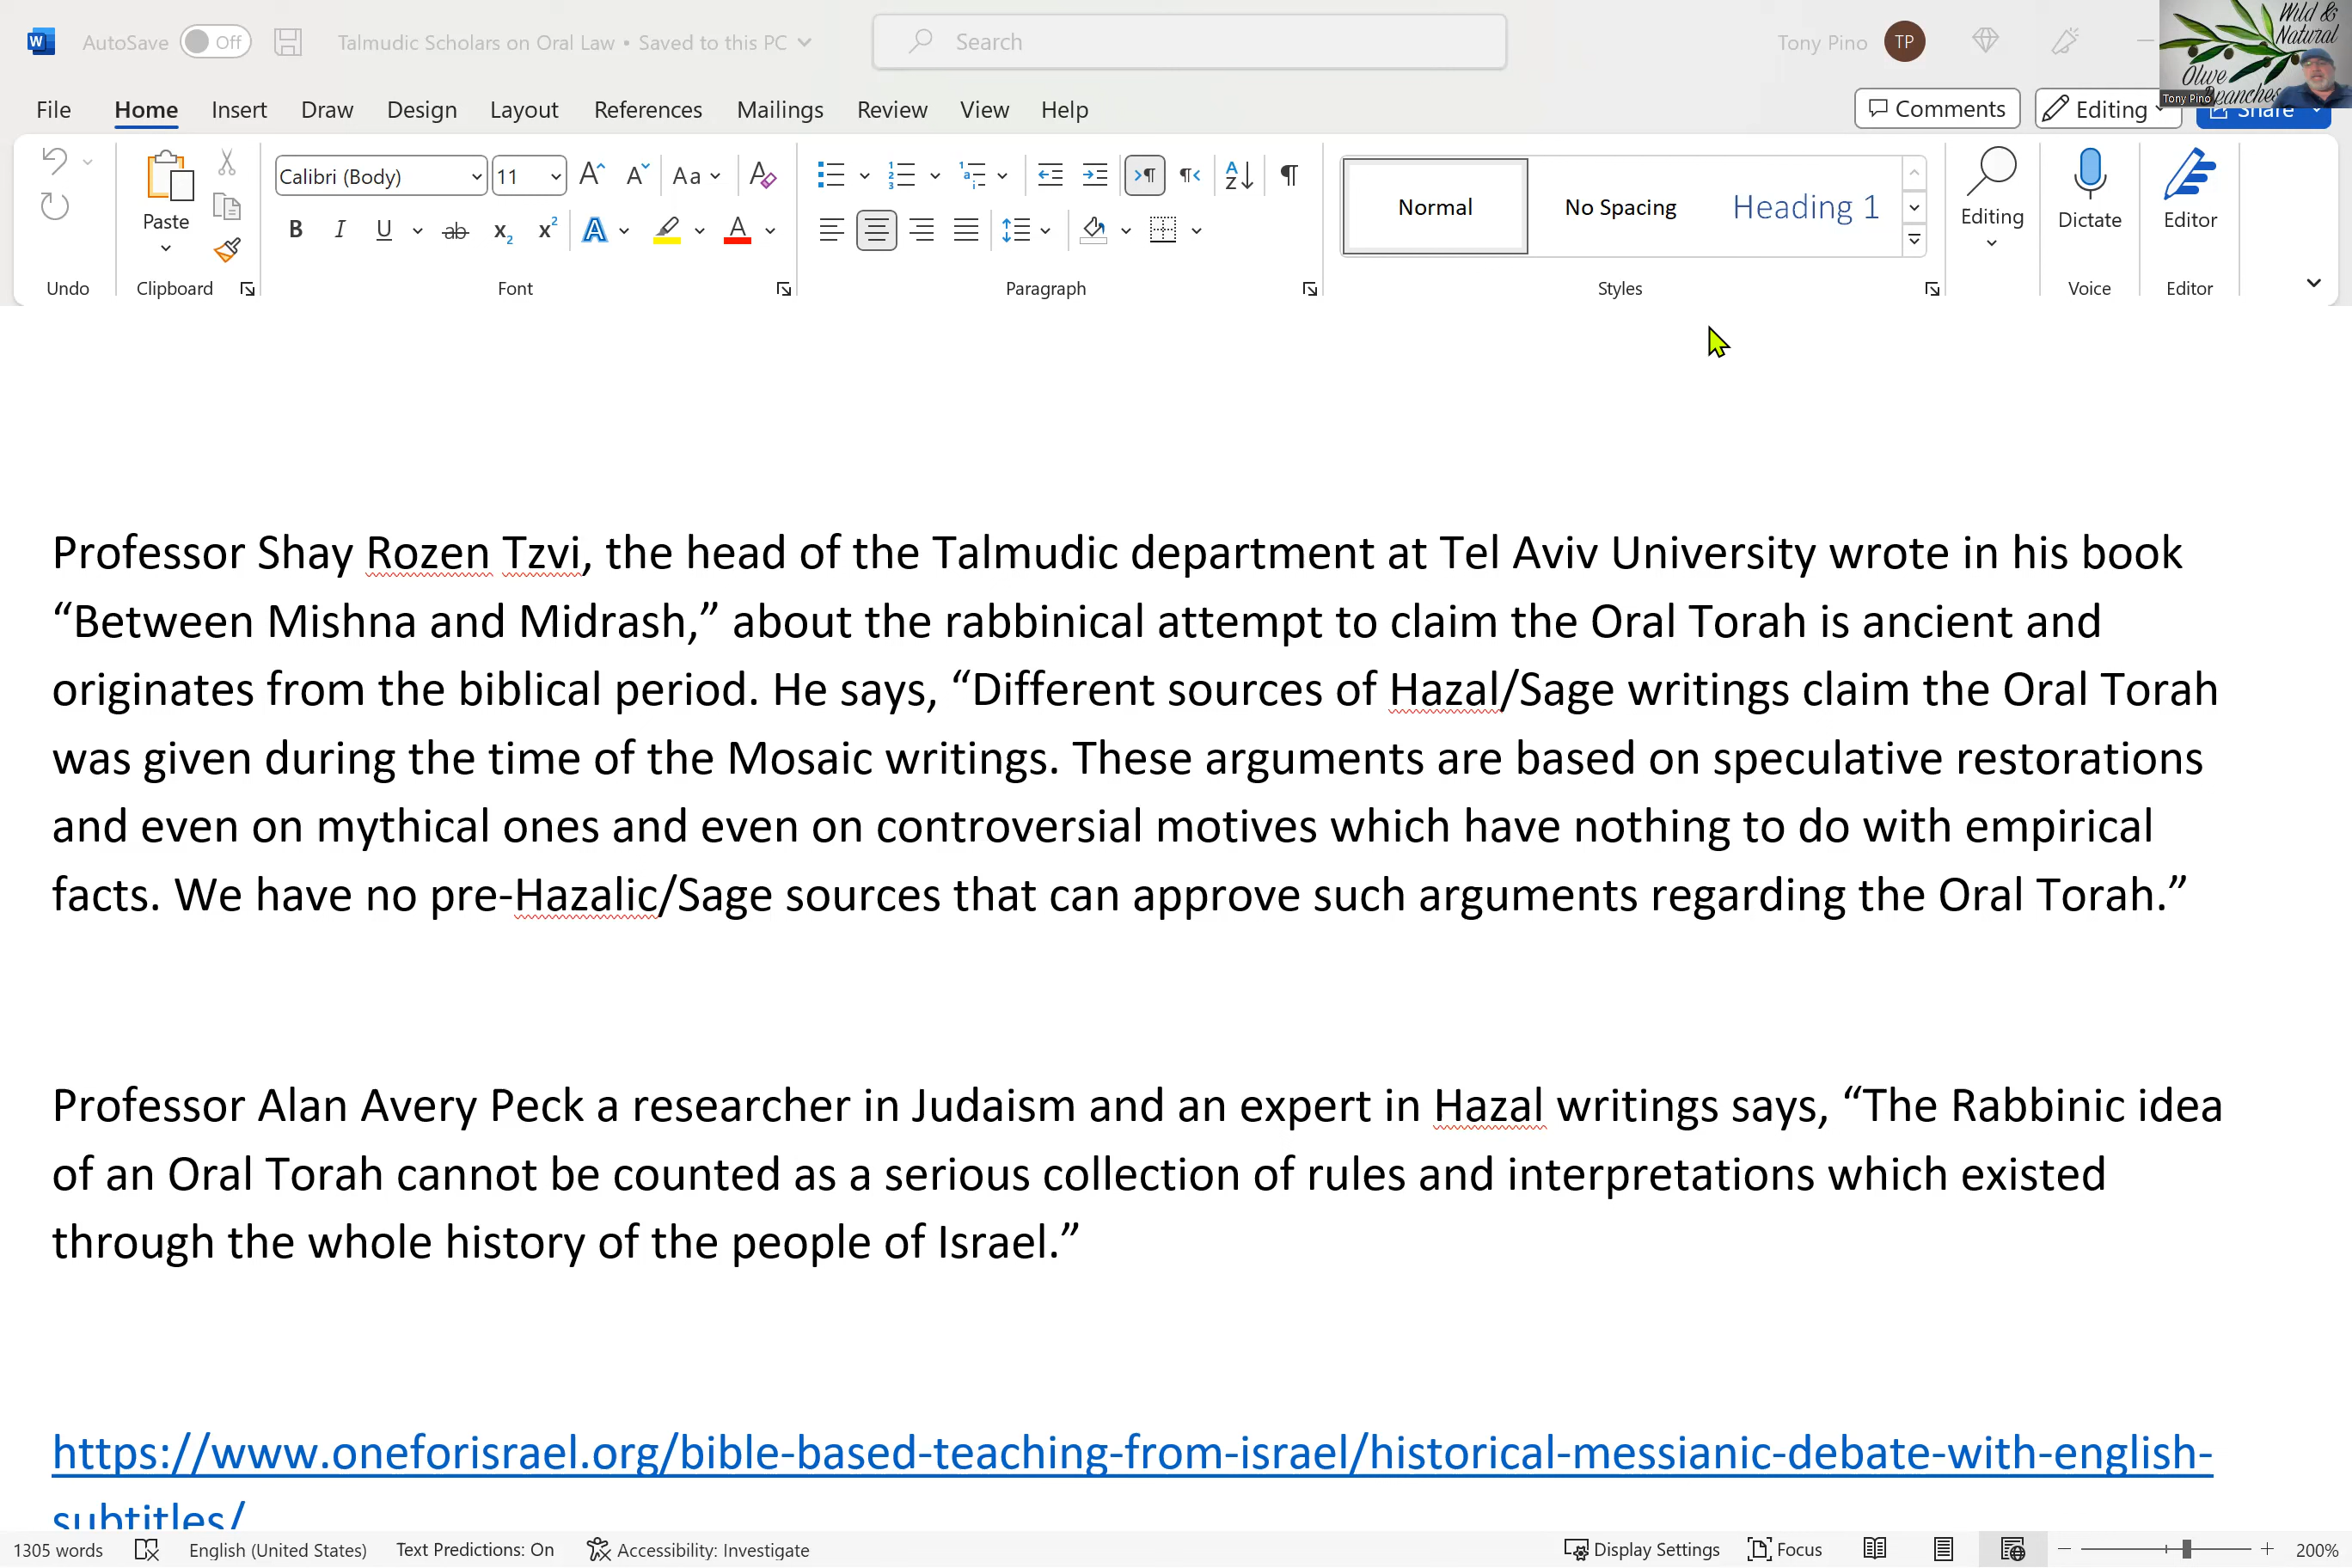 AutoSave Off Talmudic Scholars on Oral Law • Saved to this PC Search Tony Pino TP
Wild &
Natural
Olive
Branches
Tony Pino
File Home Insert Draw Design Layout References Mailings Review View Help Comments Editing Share
Calibri (Body) 11
Paste
Normal No Spacing Heading 1
Editing Dictate Editor
Undo Clipboard Font Paragraph Styles Voice Editor
Professor Shay Rozen Tzvi, the head of the Talmudic department at Tel Aviv University wrote in his book
“Between Mishna and Midrash,” about the rabbinical attempt to claim the Oral Torah is ancient and
originates from the biblical period. He says, “Different sources of Hazal/Sage writings claim the Oral Torah
was given during the time of the Mosaic writings. These arguments are based on speculative restorations
and even on mythical ones and even on controversial motives which have nothing to do with empirical
facts. We have no pre-Hazalic/Sage sources that can approve such arguments regarding the Oral Torah.”
Professor Alan Avery Peck a researcher in Judaism and an expert in Hazal writings says, “The Rabbinic idea
of an Oral Torah cannot be counted as a serious collection of rules and interpretations which existed
through the whole history of the people of Israel.”
https://www.oneforisrael.org/bible-based-teaching-from-israel/historical-messianic-debate-with-english-
subtitles/
1305 words English (United States) Text Predictions: On Accessibility: Investigate Display Settings Focus 200%